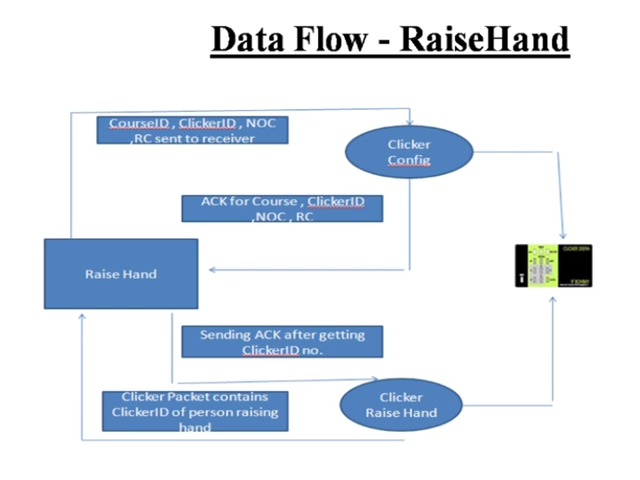 Data Flow - RaiseHand
CourseID , ClickerID , NOC
,RC sent to receiver
Clicker
Config
ACK for Course , ClickerID
,NOC , RC
Raise Hand
Sending ACK after getting
ClickerID no.
Clicker Packet contains
ClickerID of person raising
hand
Clicker
Raise Hand